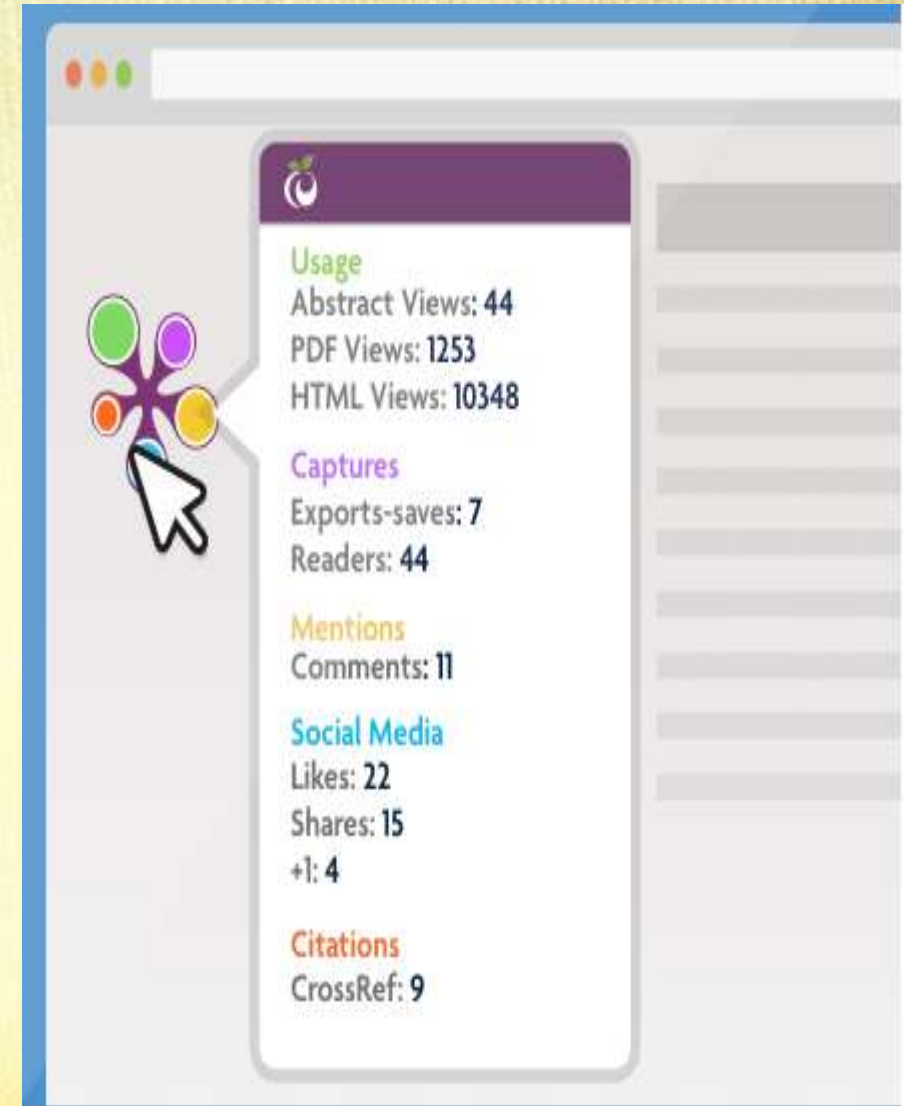 Usage
Abstract Views: 44
PDF Views: 1253
HTML Views: 10348
Captures
Exports-saves: 7
Readers: 44
Mentions
Comments: 11
Social Media
Likes: 22
Shares: 15
+1: 4
Citations
CrossRef: 9